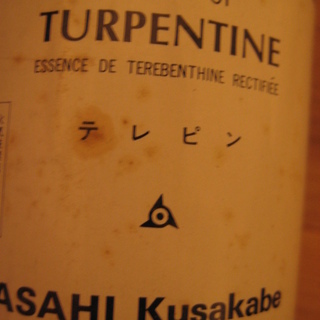 TURPENTINE
ESSENCE DE TEREBENTHINE RECTIFIÉE
テレピン
ASAHI Kusakabe